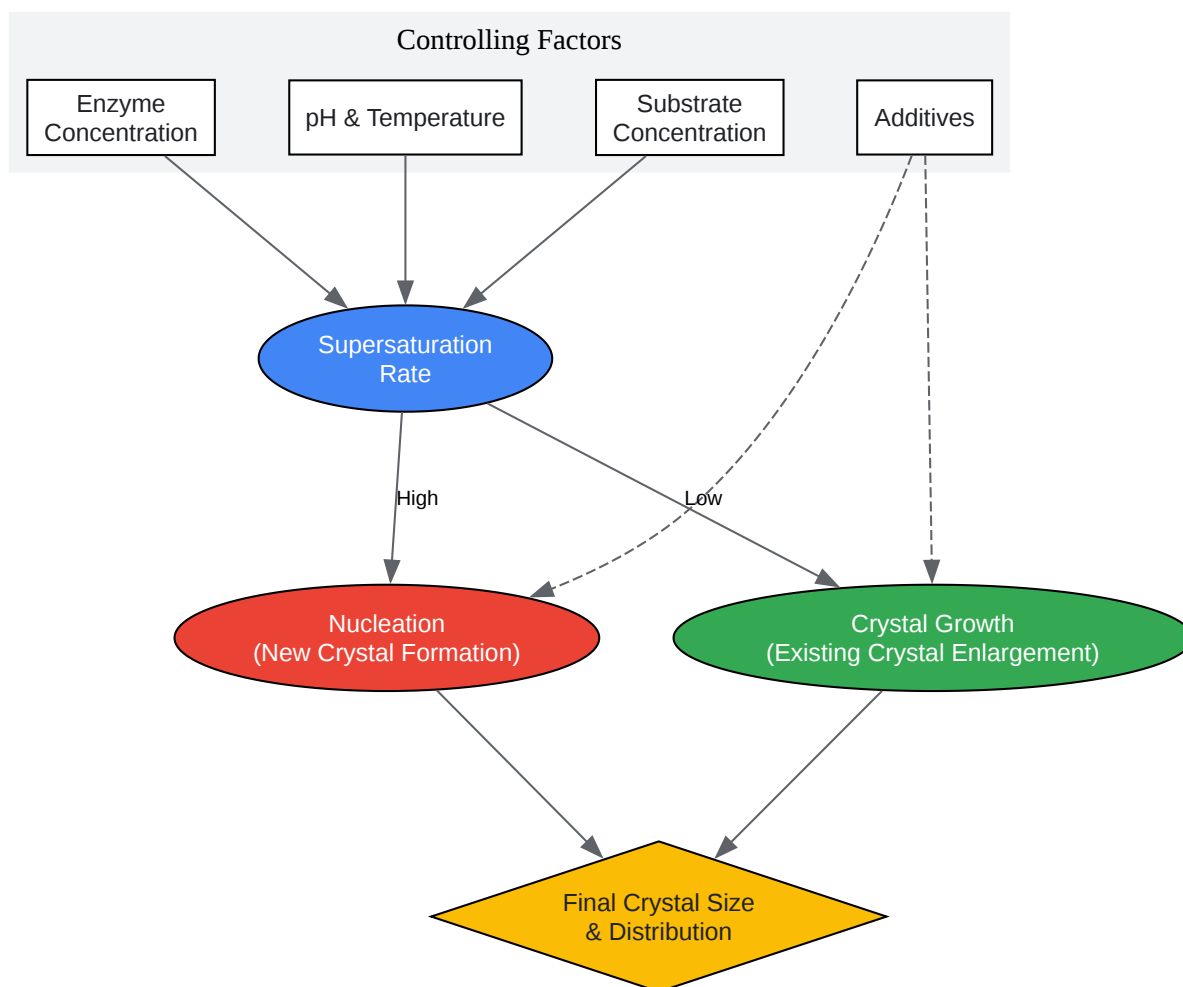 Controlling Factors
Enzyme
Concentration
pH & Temperature
Substrate
Concentration
Additives
Supersaturation
Rate
High
Low
Nucleation
(New Crystal Formation)
Crystal Growth
(Existing Crystal Enlargement)
Final Crystal Size
& Distribution